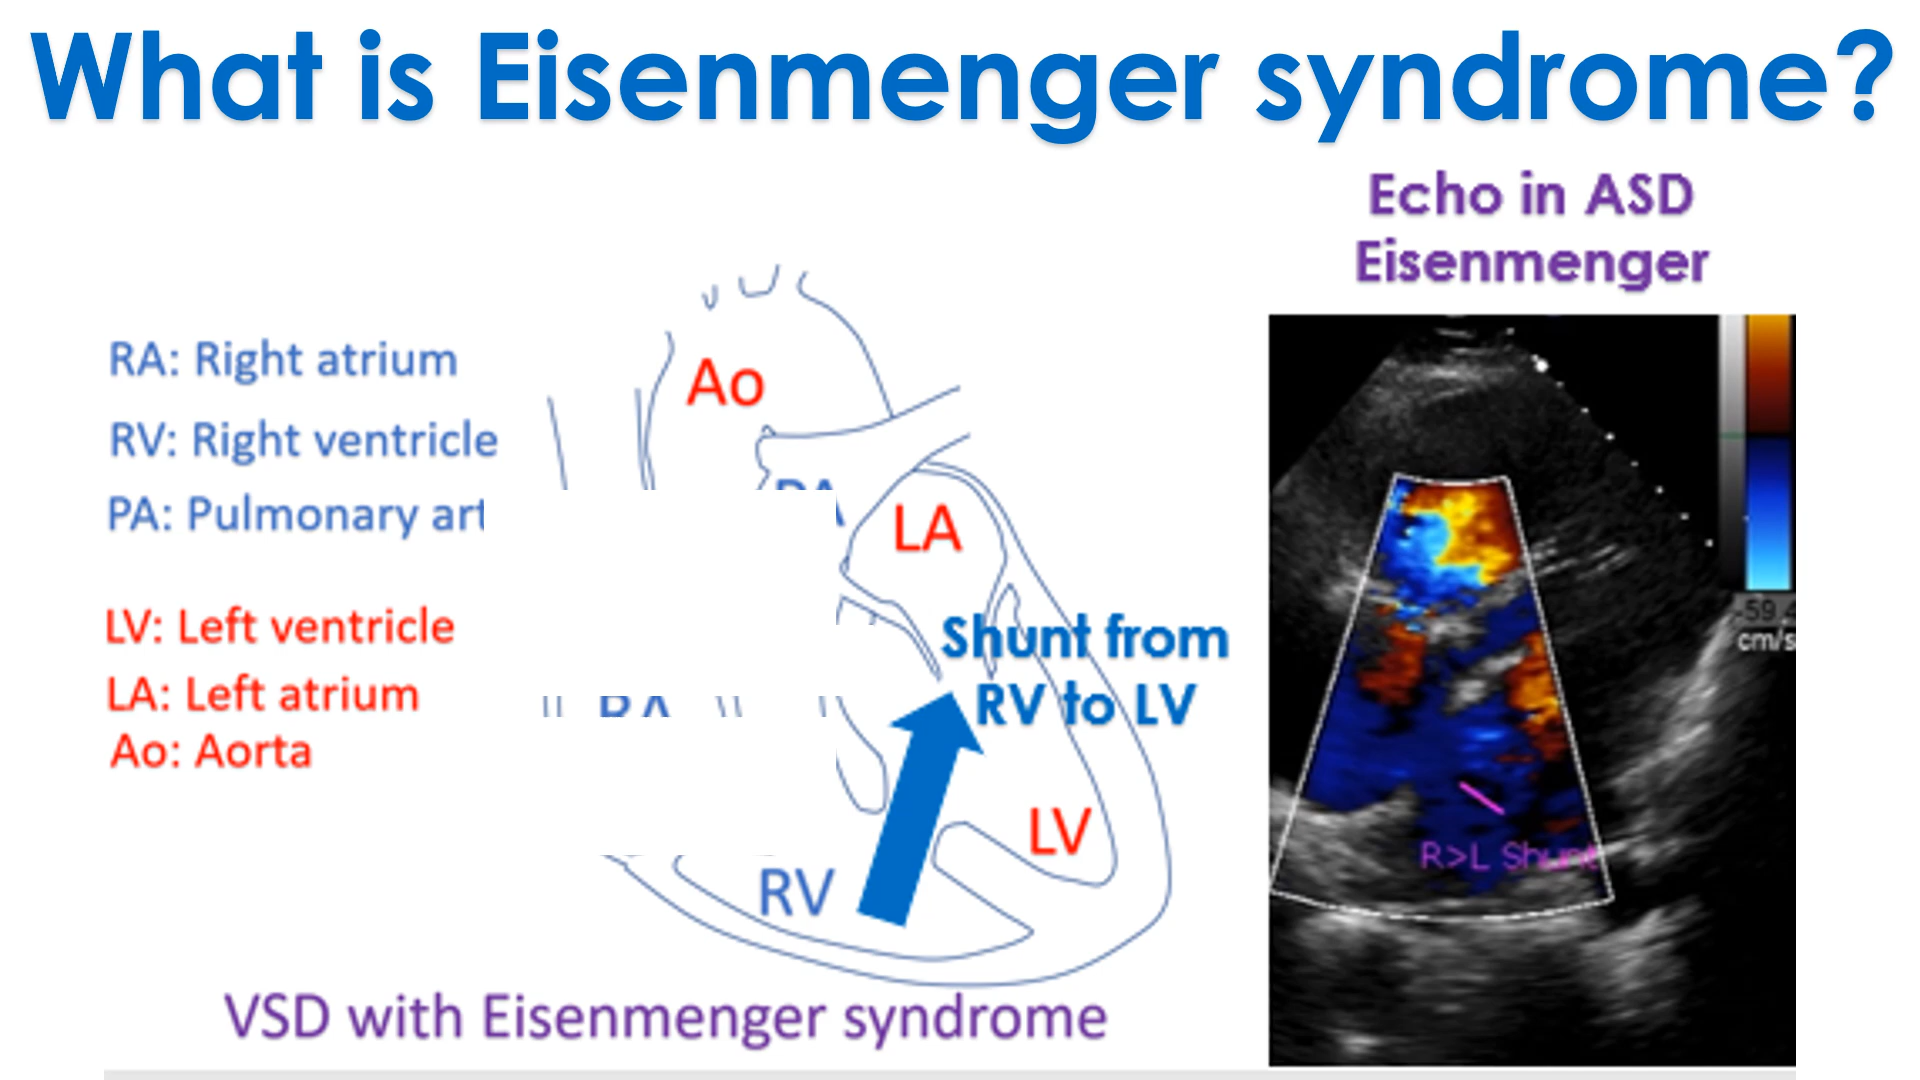 What is Eisenmenger syndrome?
Echo in ASD
Eisenmenger
RA: Right atrium
RV: Right ventricle
PA: Pulmonary art
LV: Left ventricle
LA: Left atrium
Ao: Aorta
Ao
LA
Shunt from
RV to LV
LV
RV
-59.4
cm/s
R>L Shunt
VSD with Eisenmenger syndrome